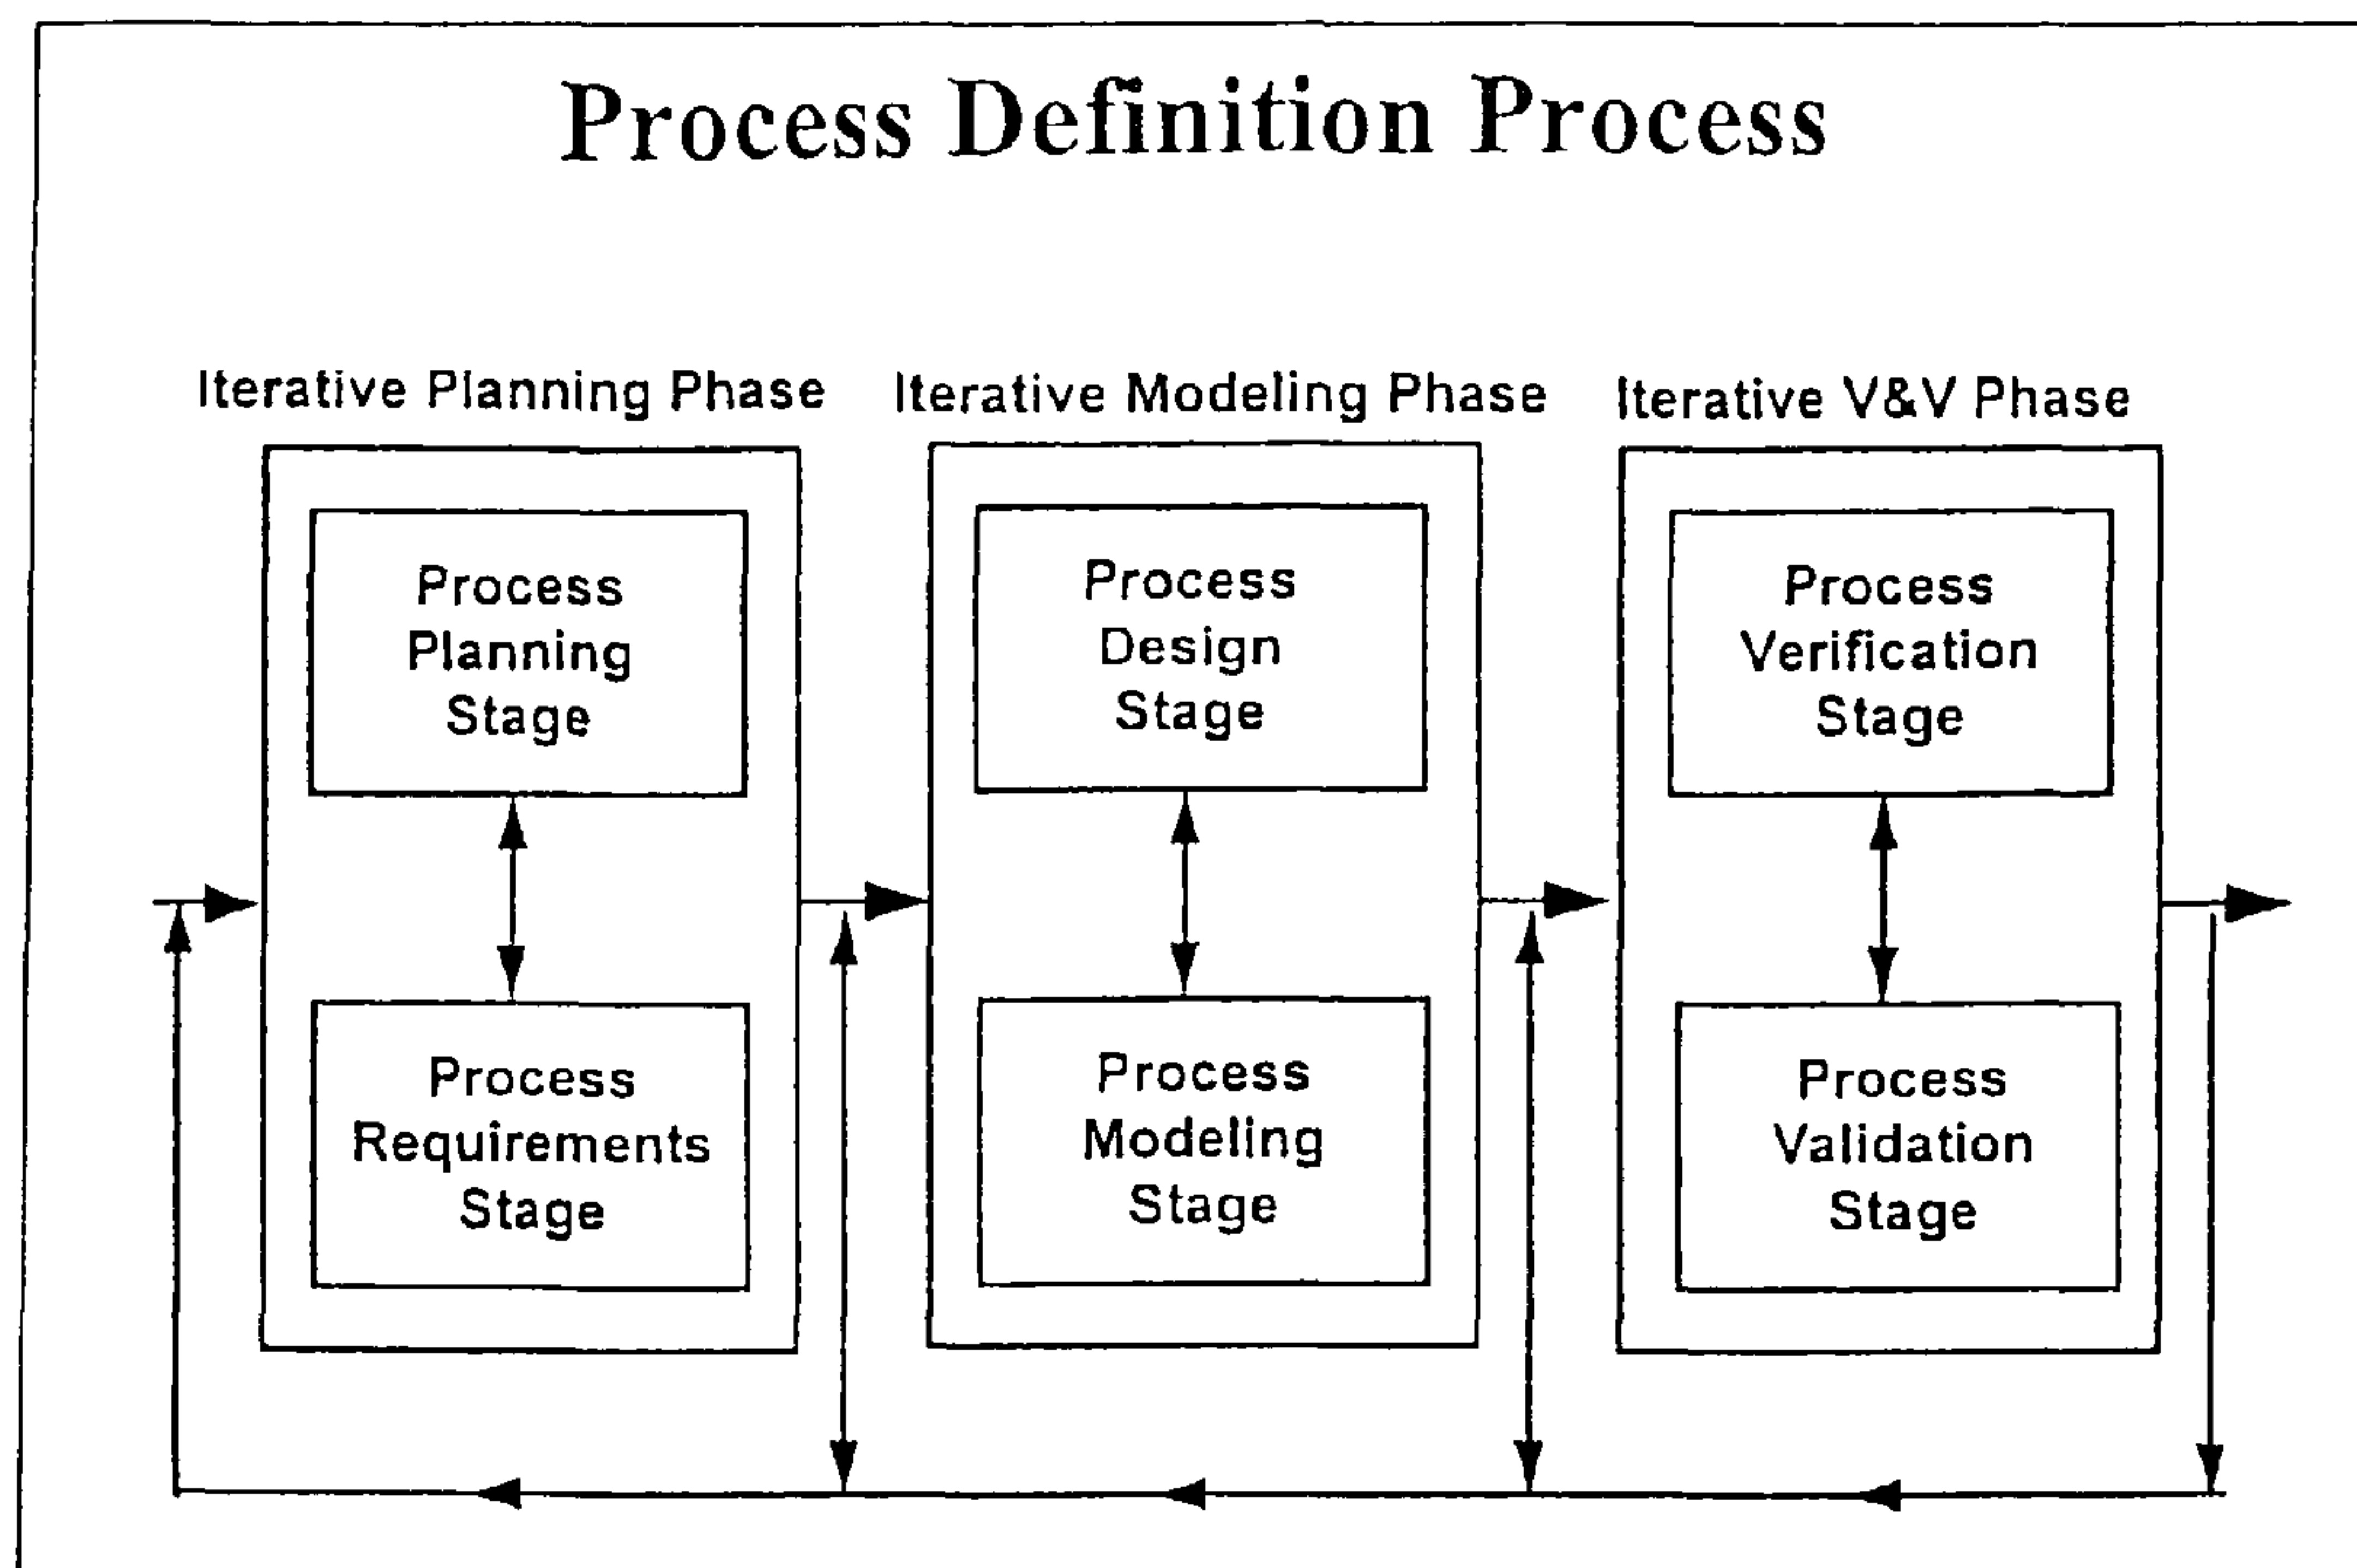 Process Definition Process
Iterative Planning Phase
Process
Planning
Stage
Process
Requirements
Stage
Iterative Modeling Phase
Process
Design
Stage
Process
Modeling
Stage
Iterative V&V Phase
Process
Verification
Stage
Process
Validation
Stage